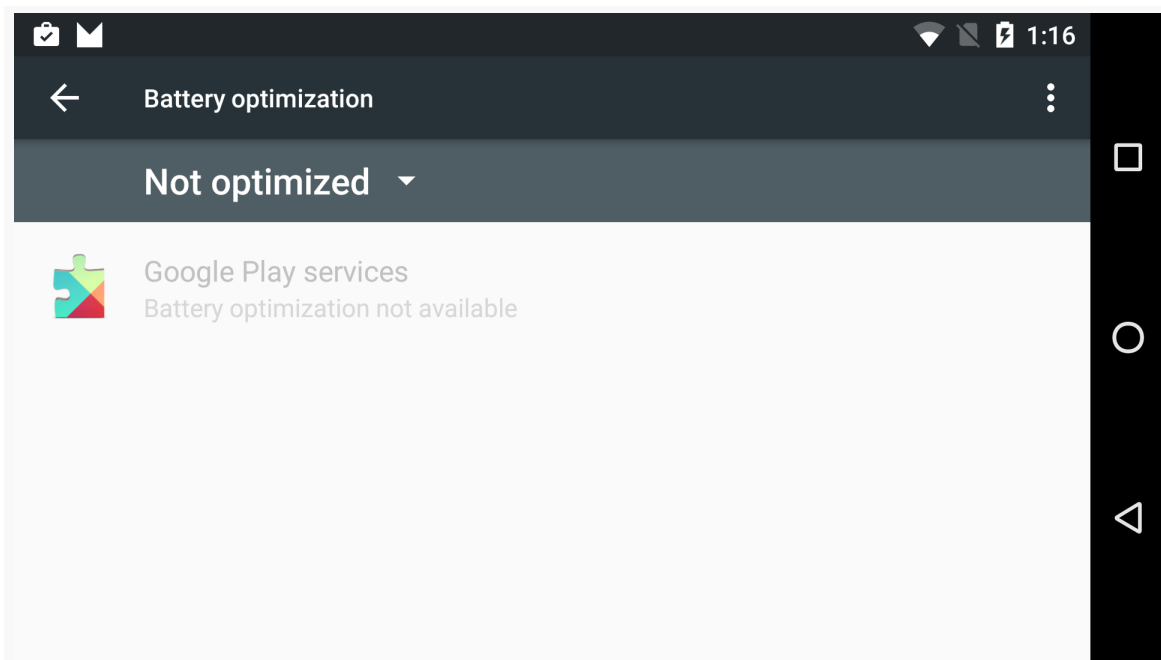 1:16
Battery optimization
Not optimized
Google Play services
Battery optimization not available